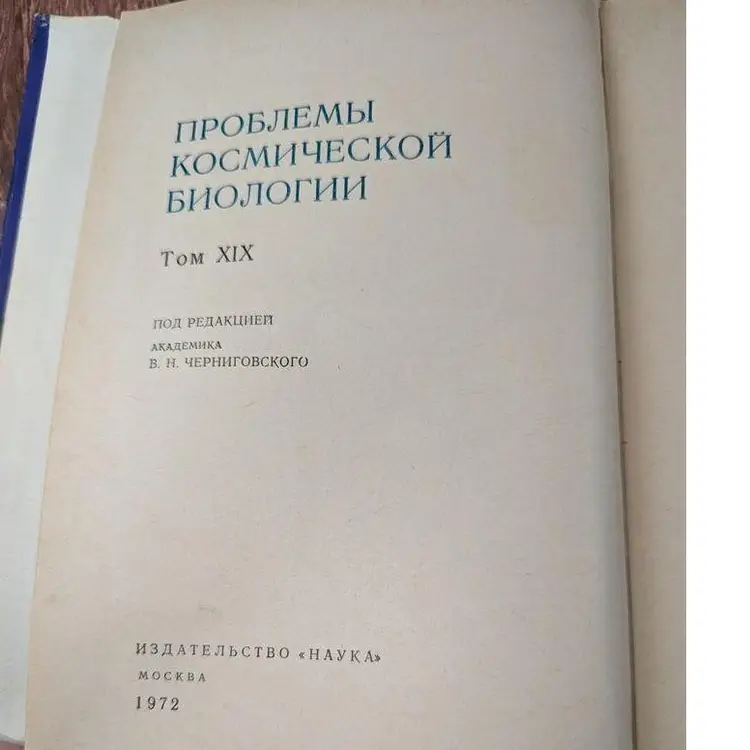 ПРОБЛЕМЫ
КОСМИЧЕСКОЙ
БИОЛОГИИ
Том XIX
ПОД РЕДАКЦИЕЙ
АКАДЕМИКА
В. Н. ЧЕРНИГОВСКОГО
ИЗДАТЕЛЬСТВО «НАУКА»
МОСКВА
1972